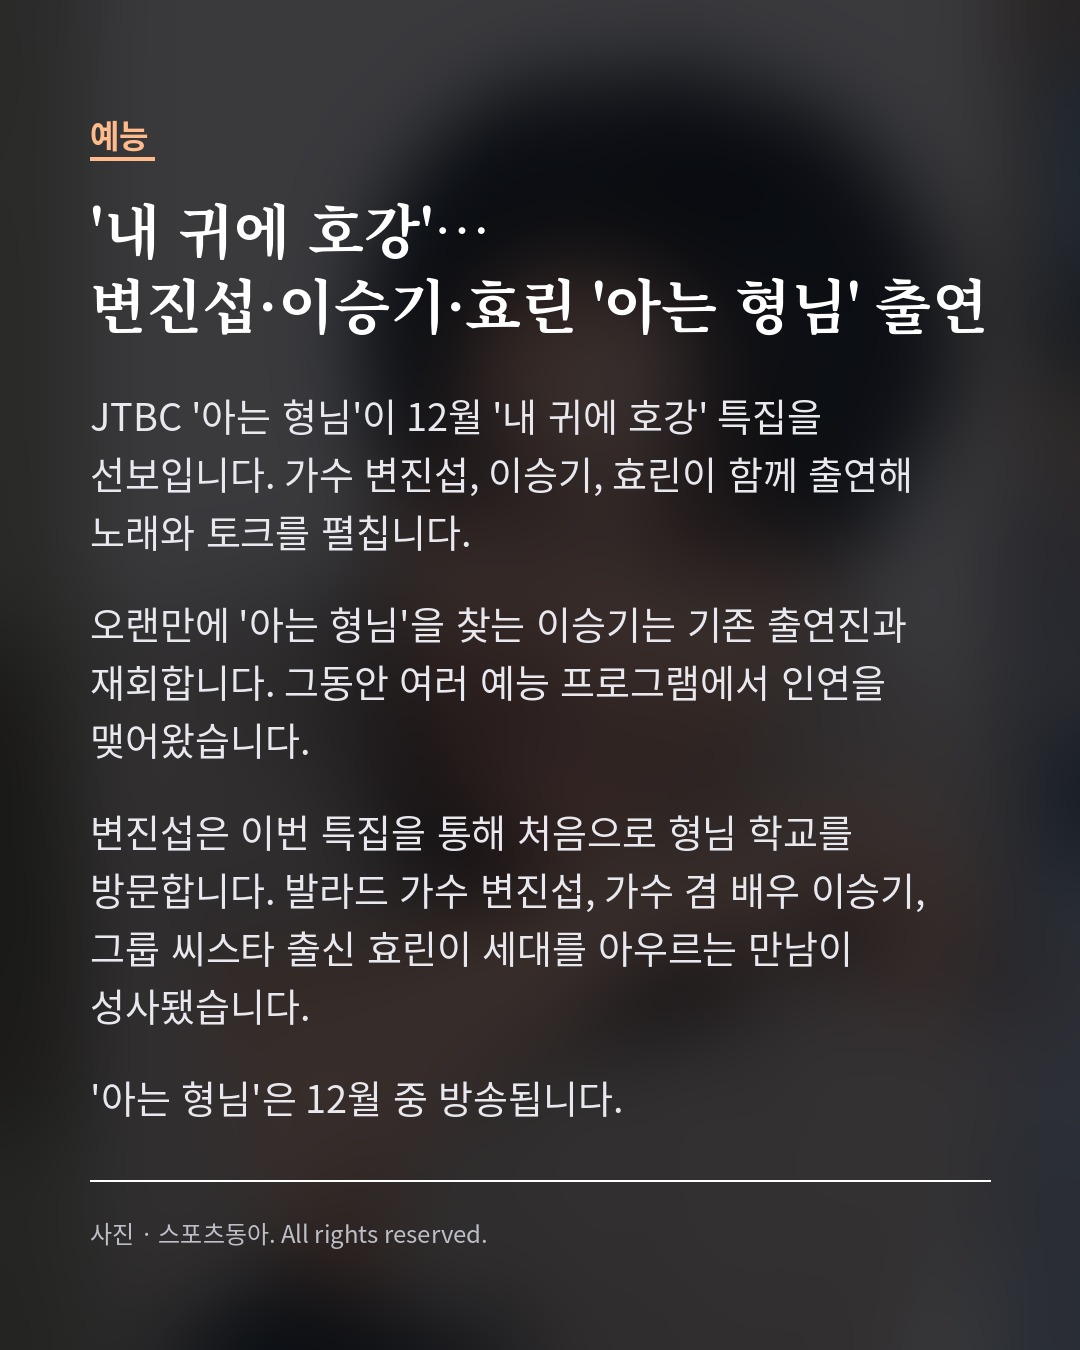 예능
'내 귀에 호강'…
변진섭·이승기·효린 '아는 형님' 출연
JTBC '아는 형님'이 12월 '내 귀에 호강' 특집을
선보입니다. 가수 변진섭, 이승기, 효린이 함께 출연해
노래와 토크를 펼칩니다.
오랜만에 '아는 형님'을 찾는 이승기는 기존 출연진과
재회합니다. 그동안 여러 예능 프로그램에서 인연을
맺어왔습니다.
변진섭은 이번 특집을 통해 처음으로 형님 학교를
방문합니다. 발라드 가수 변진섭, 가수 겸 배우 이승기,
그룹 씨스타 출신 효린이 세대를 아우르는 만남이
성사됐습니다.
'아는 형님'은 12월 중 방송됩니다.
사진 · 스포츠동아. All rights reserved.